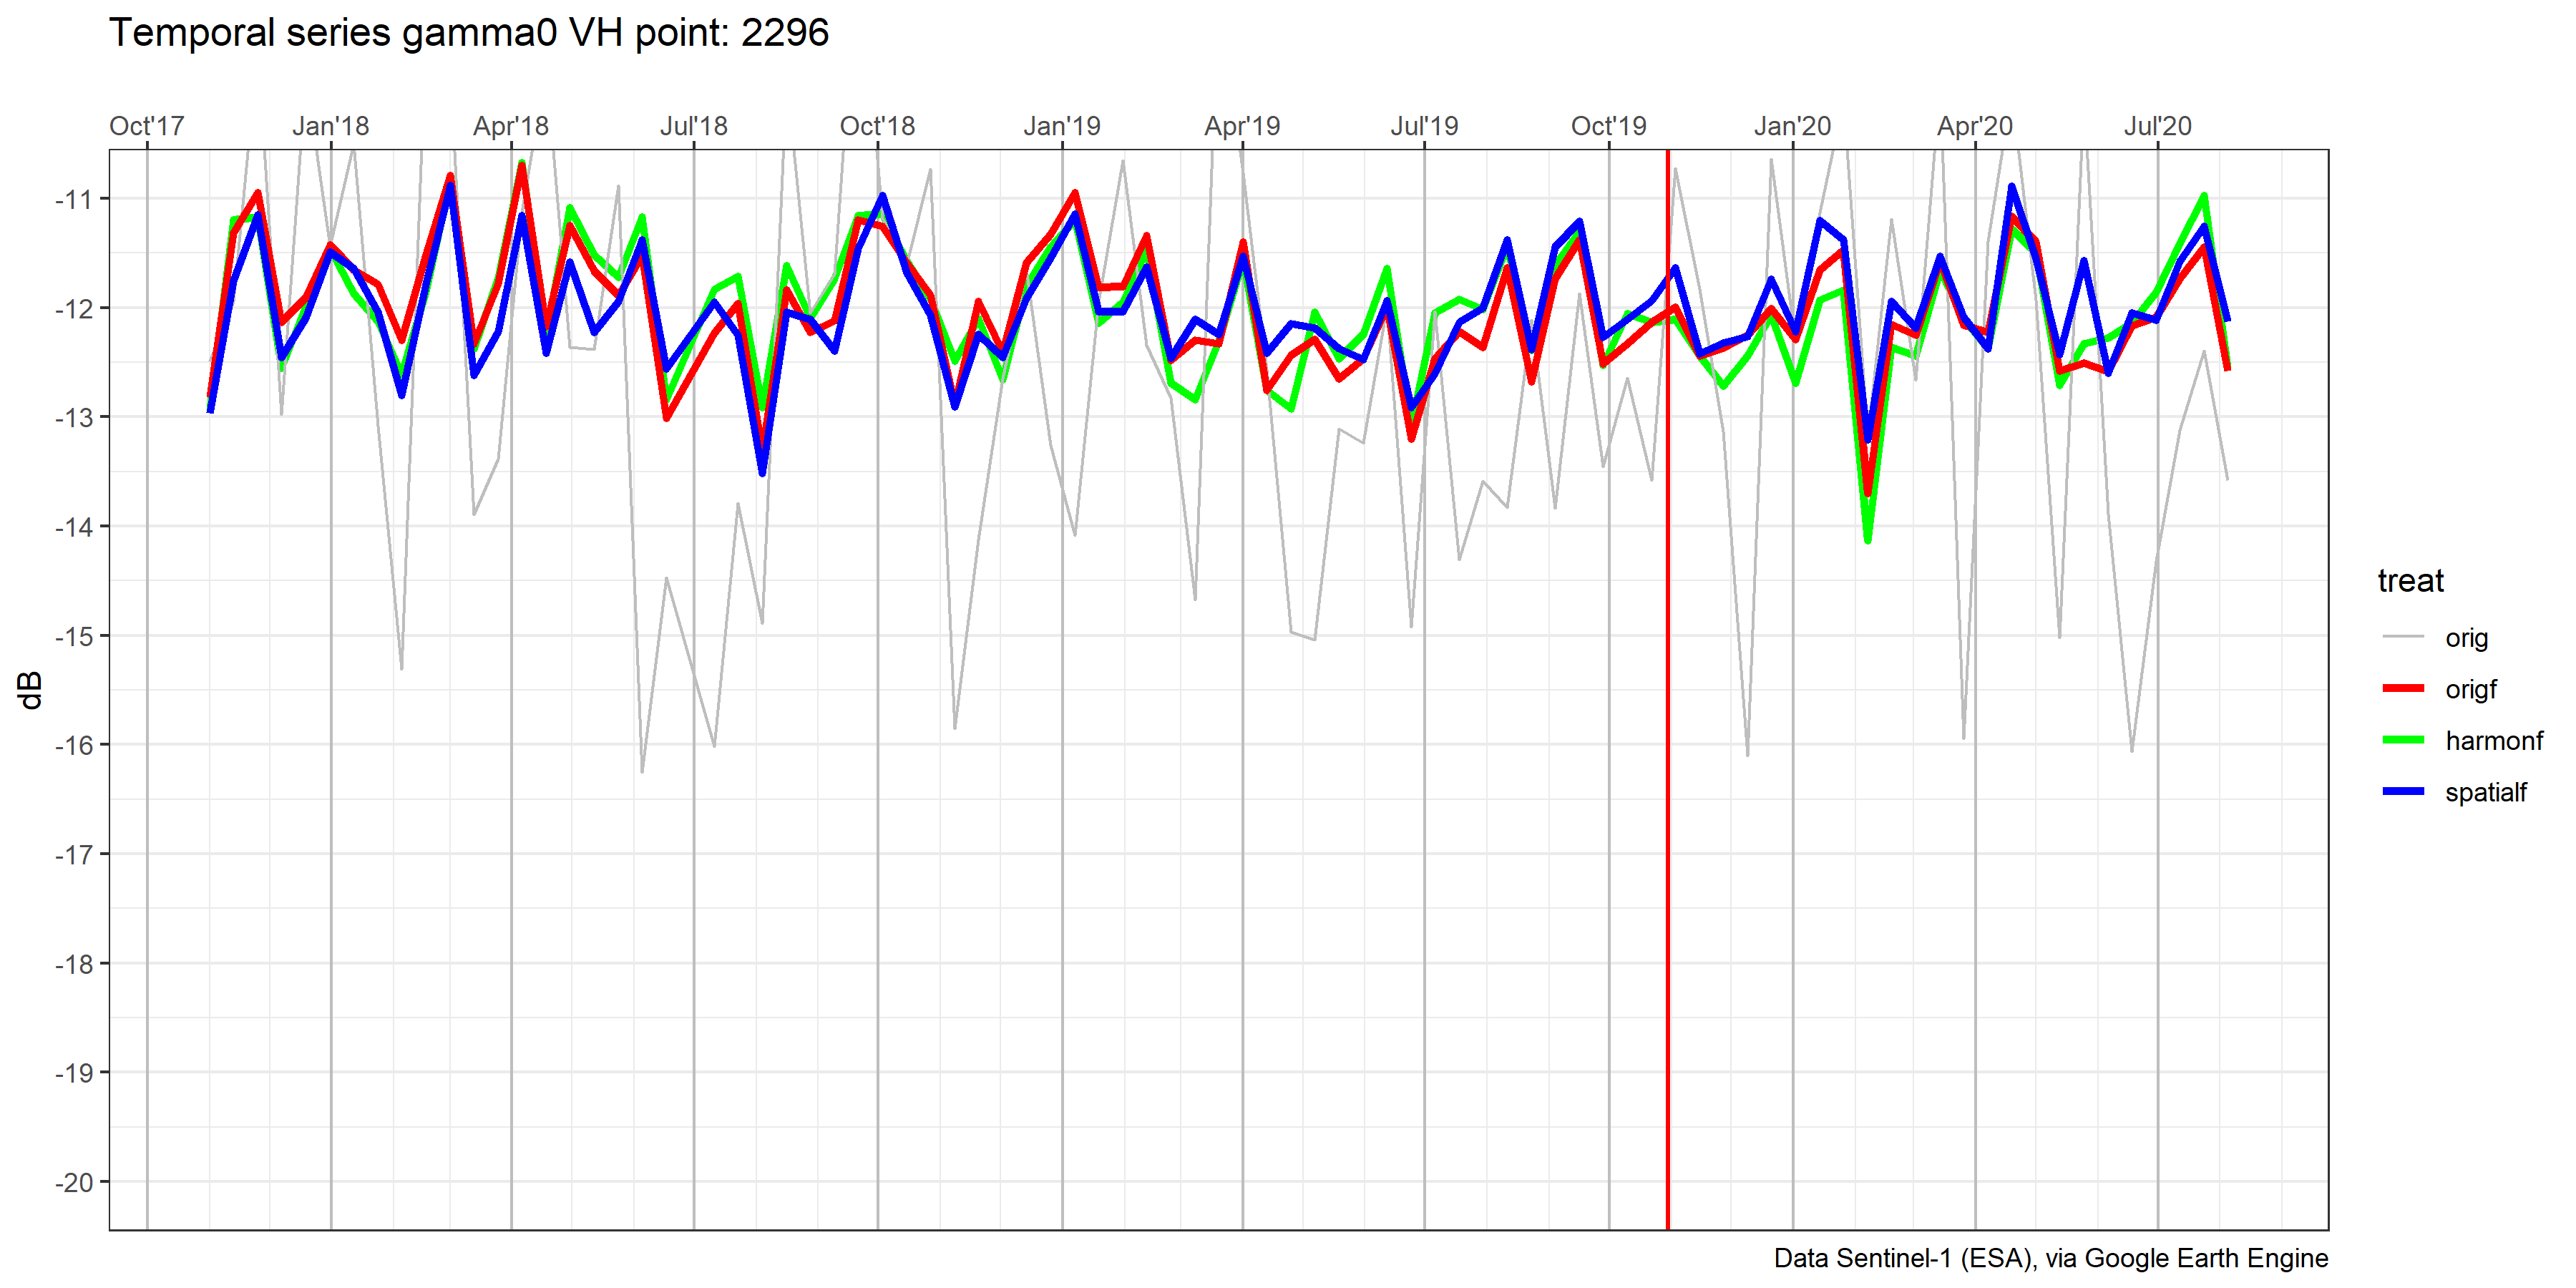 Temporal series gamma0 VH point: 2296
Oct'17 Jan'18 Apr'18 Jul'18 Oct'18 Jan'19 Apr'19 Jul'19 Oct'19 Jan'20 Apr'20 Jul'20
-11
-12
-13
-14
-15
-16
-17
-18
-19
-20
dB
treat
orig
origf
harmonf
spatialf
Data Sentinel-1 (ESA), via Google Earth Engine